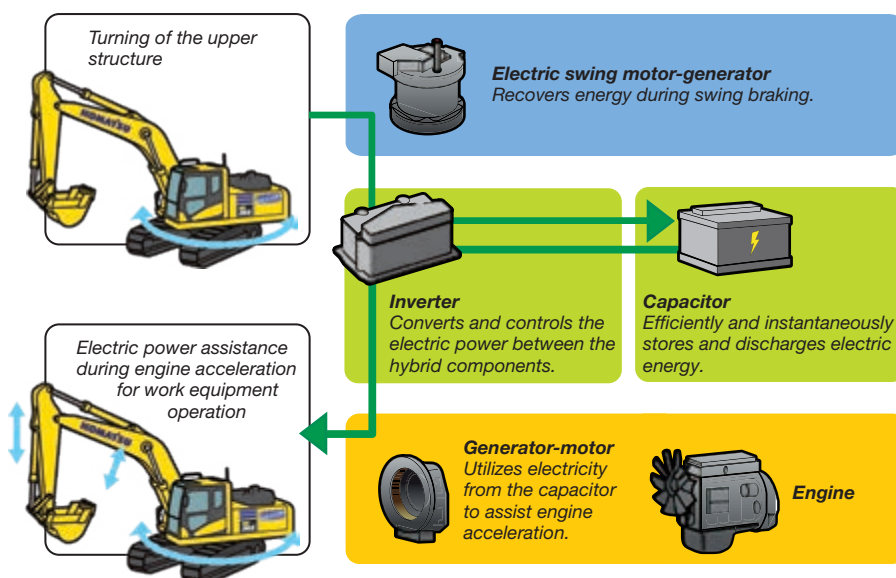 Turning of the upper
structure
KOMATSU
Electric swing motor-generator
Recovers energy during swing braking.
Inverter
Converts and controls the
electric power between the
hybrid components.
Capacitor
Efficiently and instantaneously
stores and discharges electric
energy.
Electric power assistance
during engine acceleration
for work equipment
operation
KOMATSU
Generator-motor
Utilizes electricity
from the capacitor
to assist engine
acceleration.
Engine